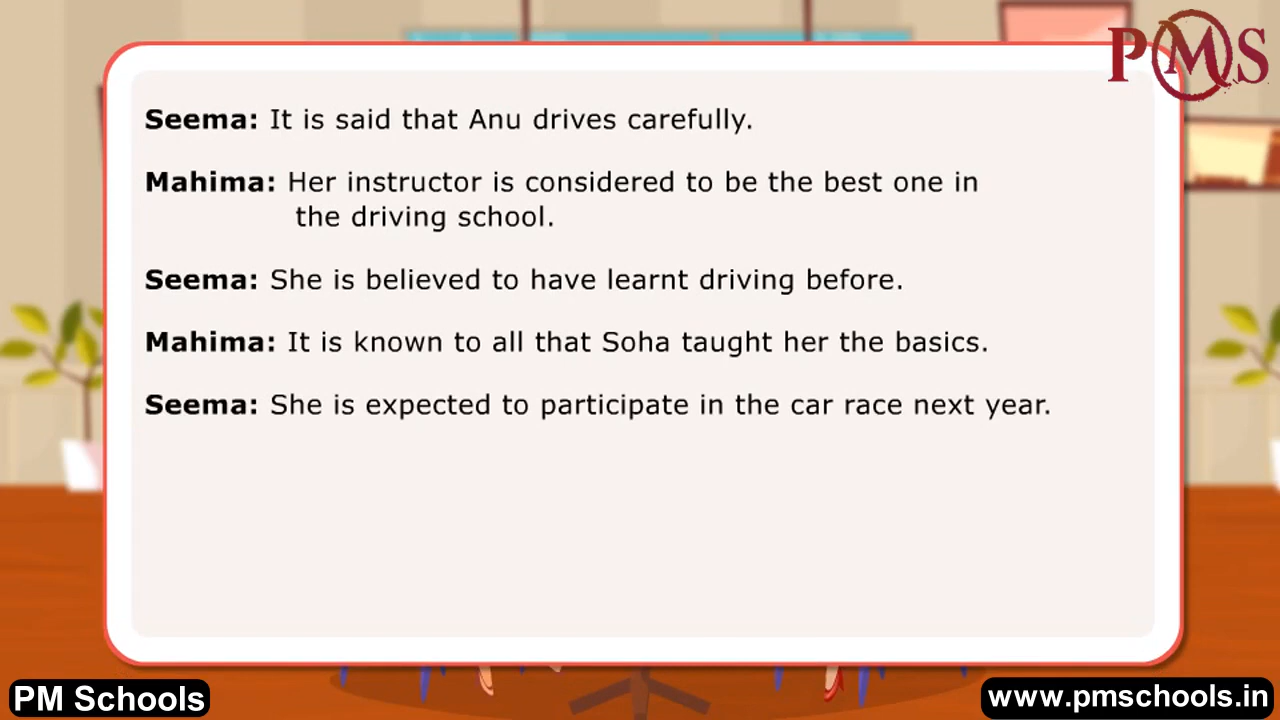 PMS
Seema: It is said that Anu drives carefully.
Mahima: Her instructor is considered to be the best one in
the driving school.
Seema: She is believed to have learnt driving before.
Mahima: It is known to all that Soha taught her the basics.
Seema: She is expected to participate in the car race next year.
PM Schools
www.pmschools.in